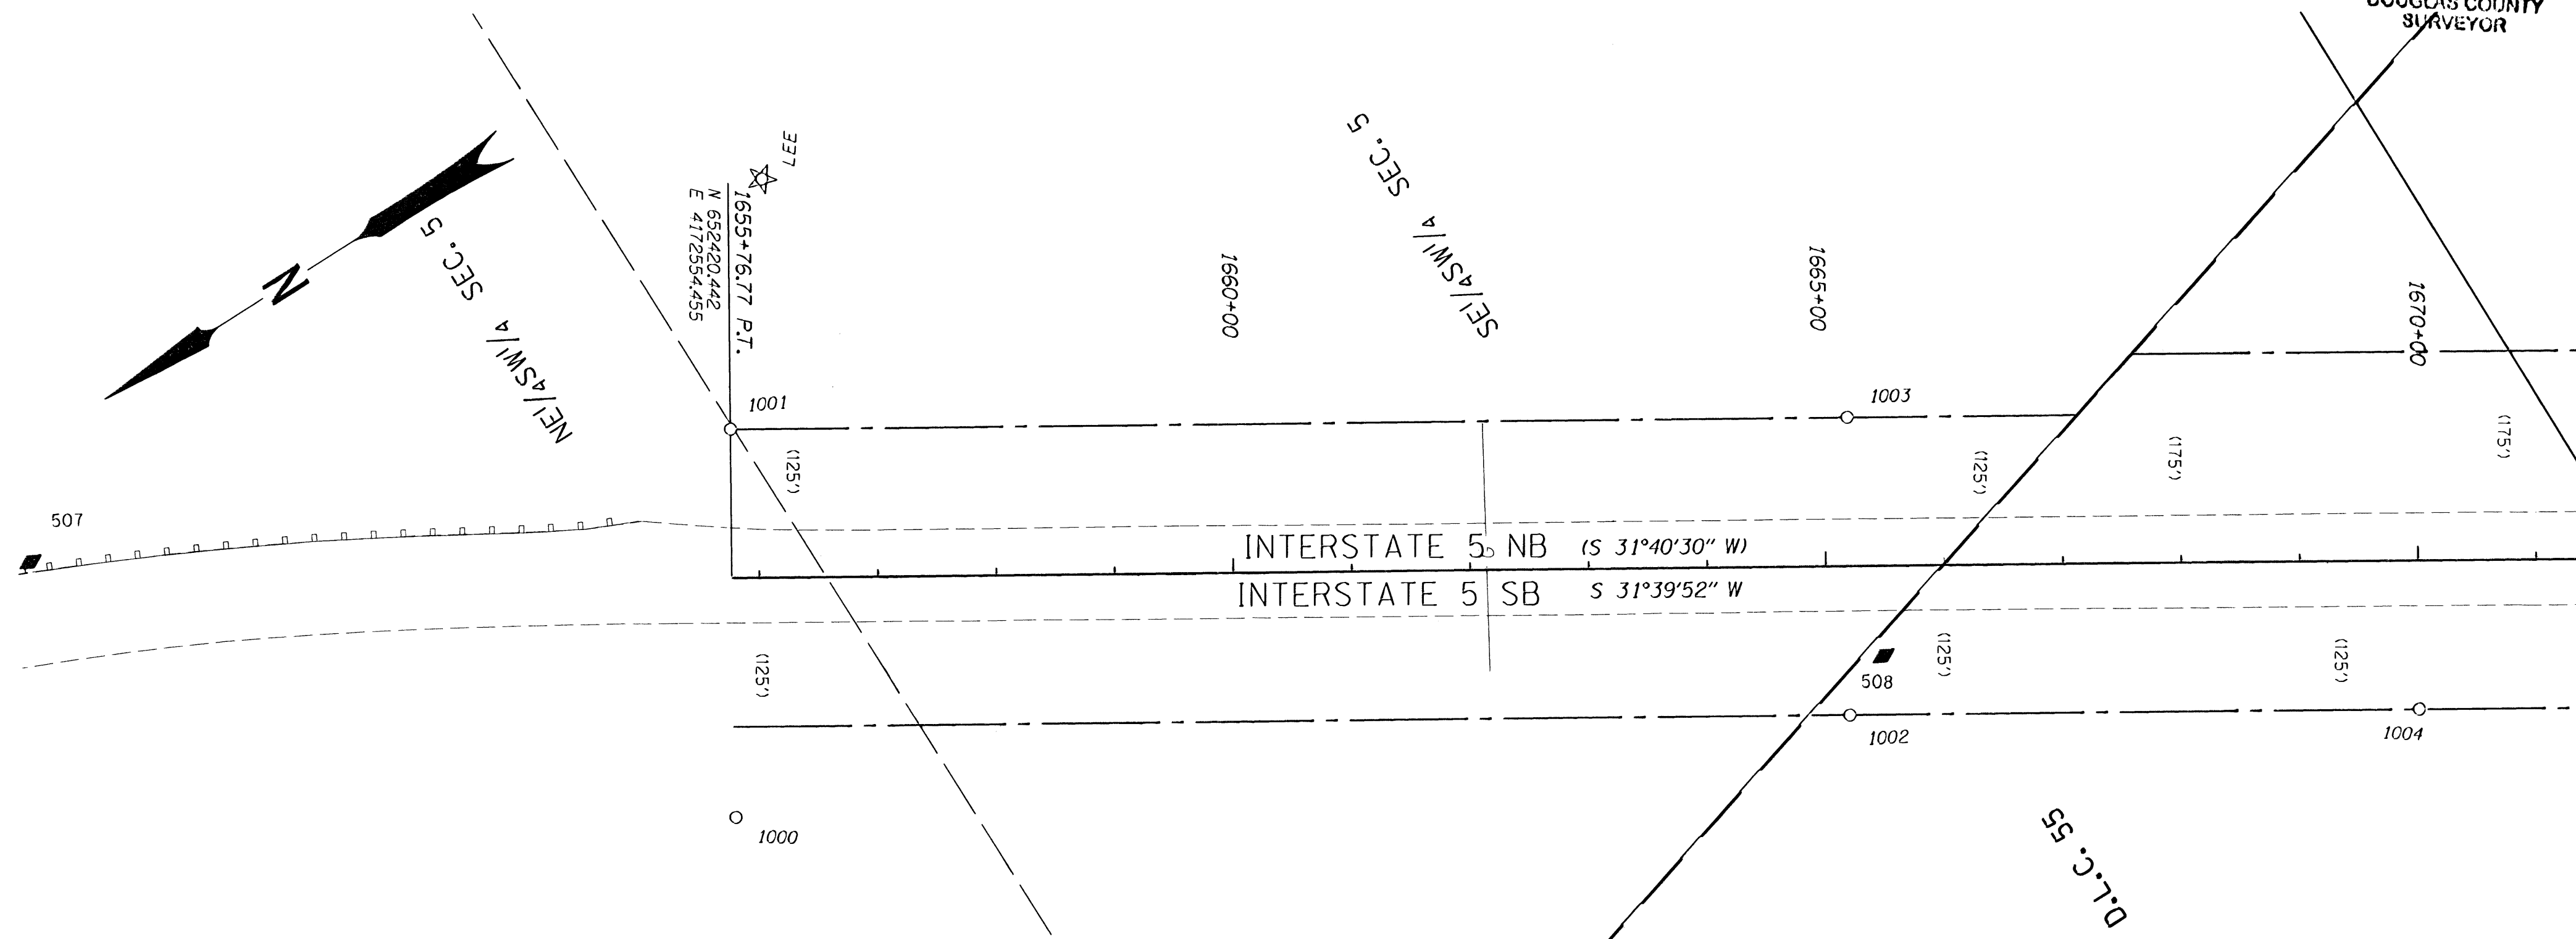 DOUGLAS COUNTY
SURVEYOR
LEE
1655+76.77 P.T.
N 652420.442
E 4172554.455
N
NE1/4SW1/4 SEC. 5
SE1/4SW1/4 SEC. 5
1660+00
1665+00
1670+00
1001
1003
(125')
(125')
(175')
(175')
507
INTERSTATE 5 NB (S 31°40'30" W)
INTERSTATE 5 SB S 31°39'52" W
(125')
(125')
(125')
508
1002
1004
1000
D.L.C. 55